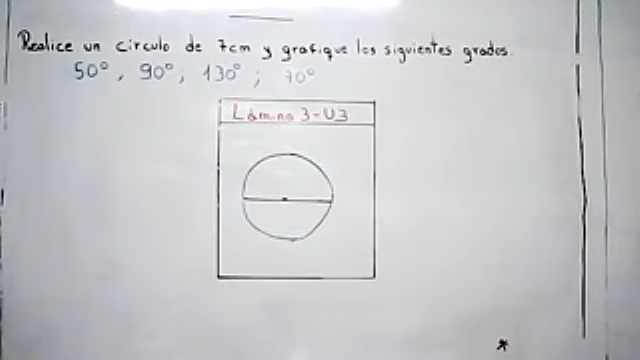 Realice un circulo de 7cm y grafique los siguientes grados.
50°, 90°; 130°; 70°
Lámina 3-U3
*